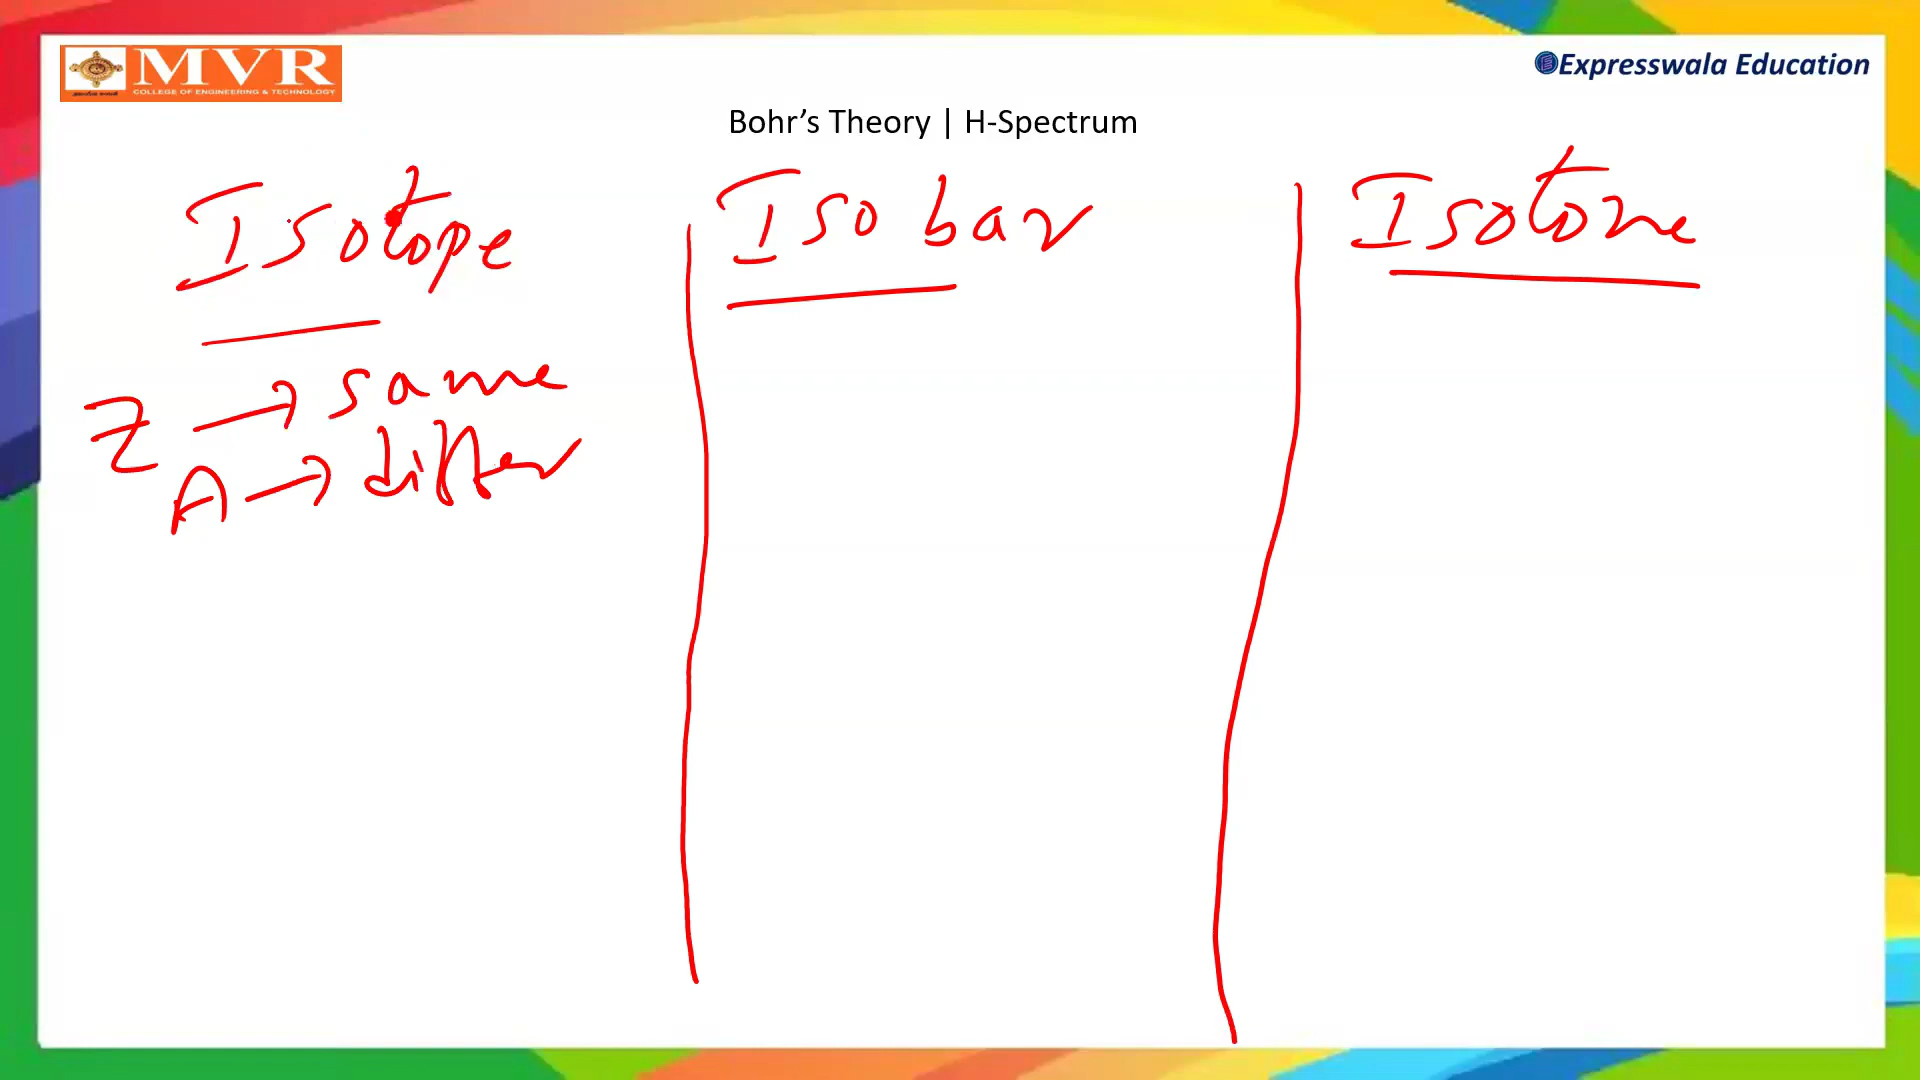 MVR
COLLEGE OF ENGINEERING & TECHNOLOGY
Expresswala Education
Bohr's Theory | H-Spectrum
Isotope
Z → same
A → differ
Isobar
Isotone